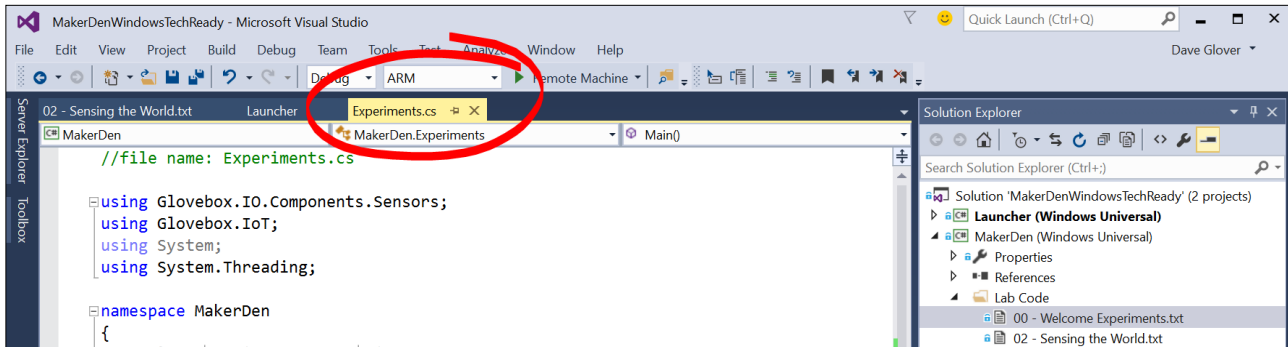 MakerDenWindowsTechReady - Microsoft Visual Studio
Quick Launch (Ctrl+Q)
File Edit View Project Build Debug Team Tools Test Analyze Window Help
Dave Glover
Debug ARM Remote Machine
Server Explorer
Toolbox
02 - Sensing the World.txt Launcher Experiments.cs
MakerDen MakerDen.Experiments Main()
//file name: Experiments.cs
using Glovebox.IO.Components.Sensors;
using Glovebox.IoT;
using System;
using System.Threading;
namespace MakerDen
{
Solution Explorer
Search Solution Explorer (Ctrl+;)
Solution 'MakerDenWindowsTechReady' (2 projects)
C# Launcher (Windows Universal)
C# MakerDen (Windows Universal)
Properties
References
Lab Code
00 - Welcome Experiments.txt
02 - Sensing the World.txt